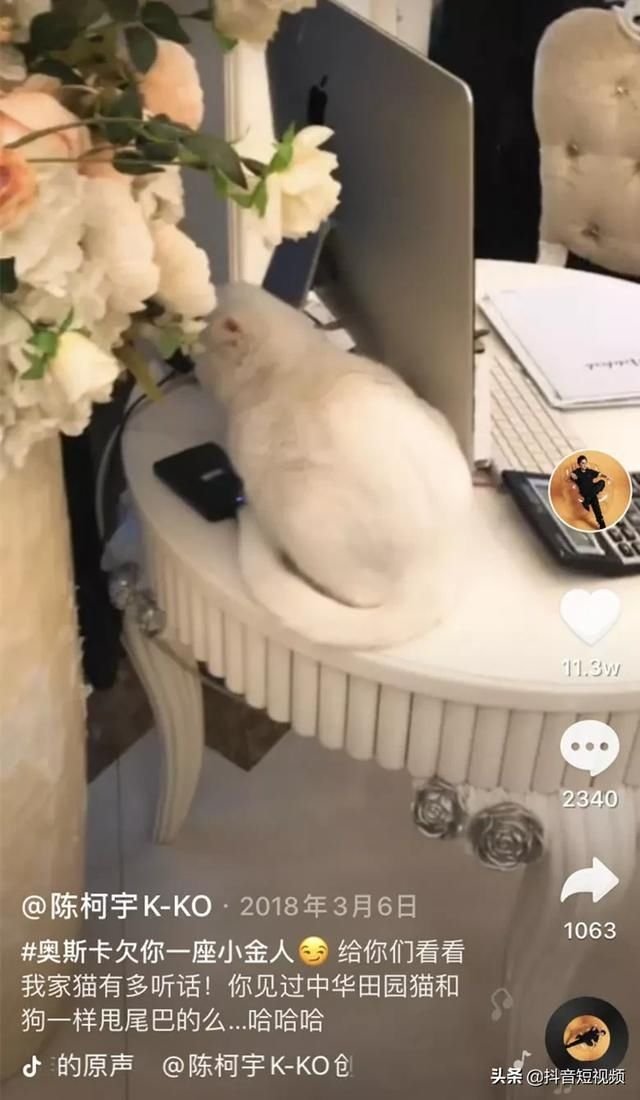 11.3w
2340
1063
@陈柯宇K-KO · 2018年3月6日
#奥斯卡欠你一座小金人😏 给你们看看
我家猫有多听话！你见过中华田园猫和
狗一样甩尾巴的么...哈哈哈
的原声 @陈柯宇K-KO创
头条 @抖音短视频